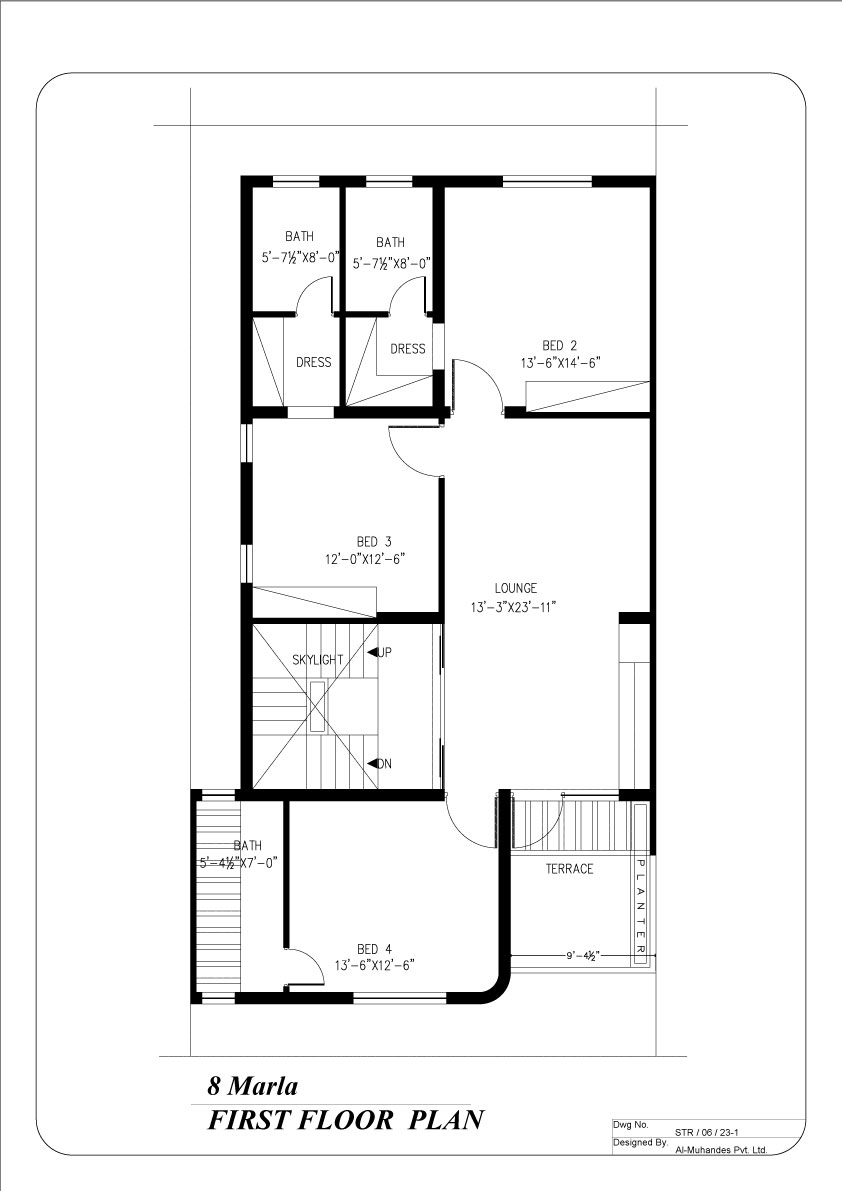 BATH
5'-7½"X8'-0"
BATH
5'-7½"X8'-0"
DRESS
DRESS
BED 2
13'-6"X14'-6"
BED 3
12'-0"X12'-6"
LOUNGE
13'-3"X23'-11"
SKYLIGHT
UP
DN
BATH
5'-4½"X7'-0"
TERRACE
PLANTER
BED 4
13'-6"X12'-6"
9'-4½"
8 Marla
FIRST FLOOR PLAN
Dwg No. STR / 06 / 23-1
Designed By. Al-Muhandes Pvt. Ltd.